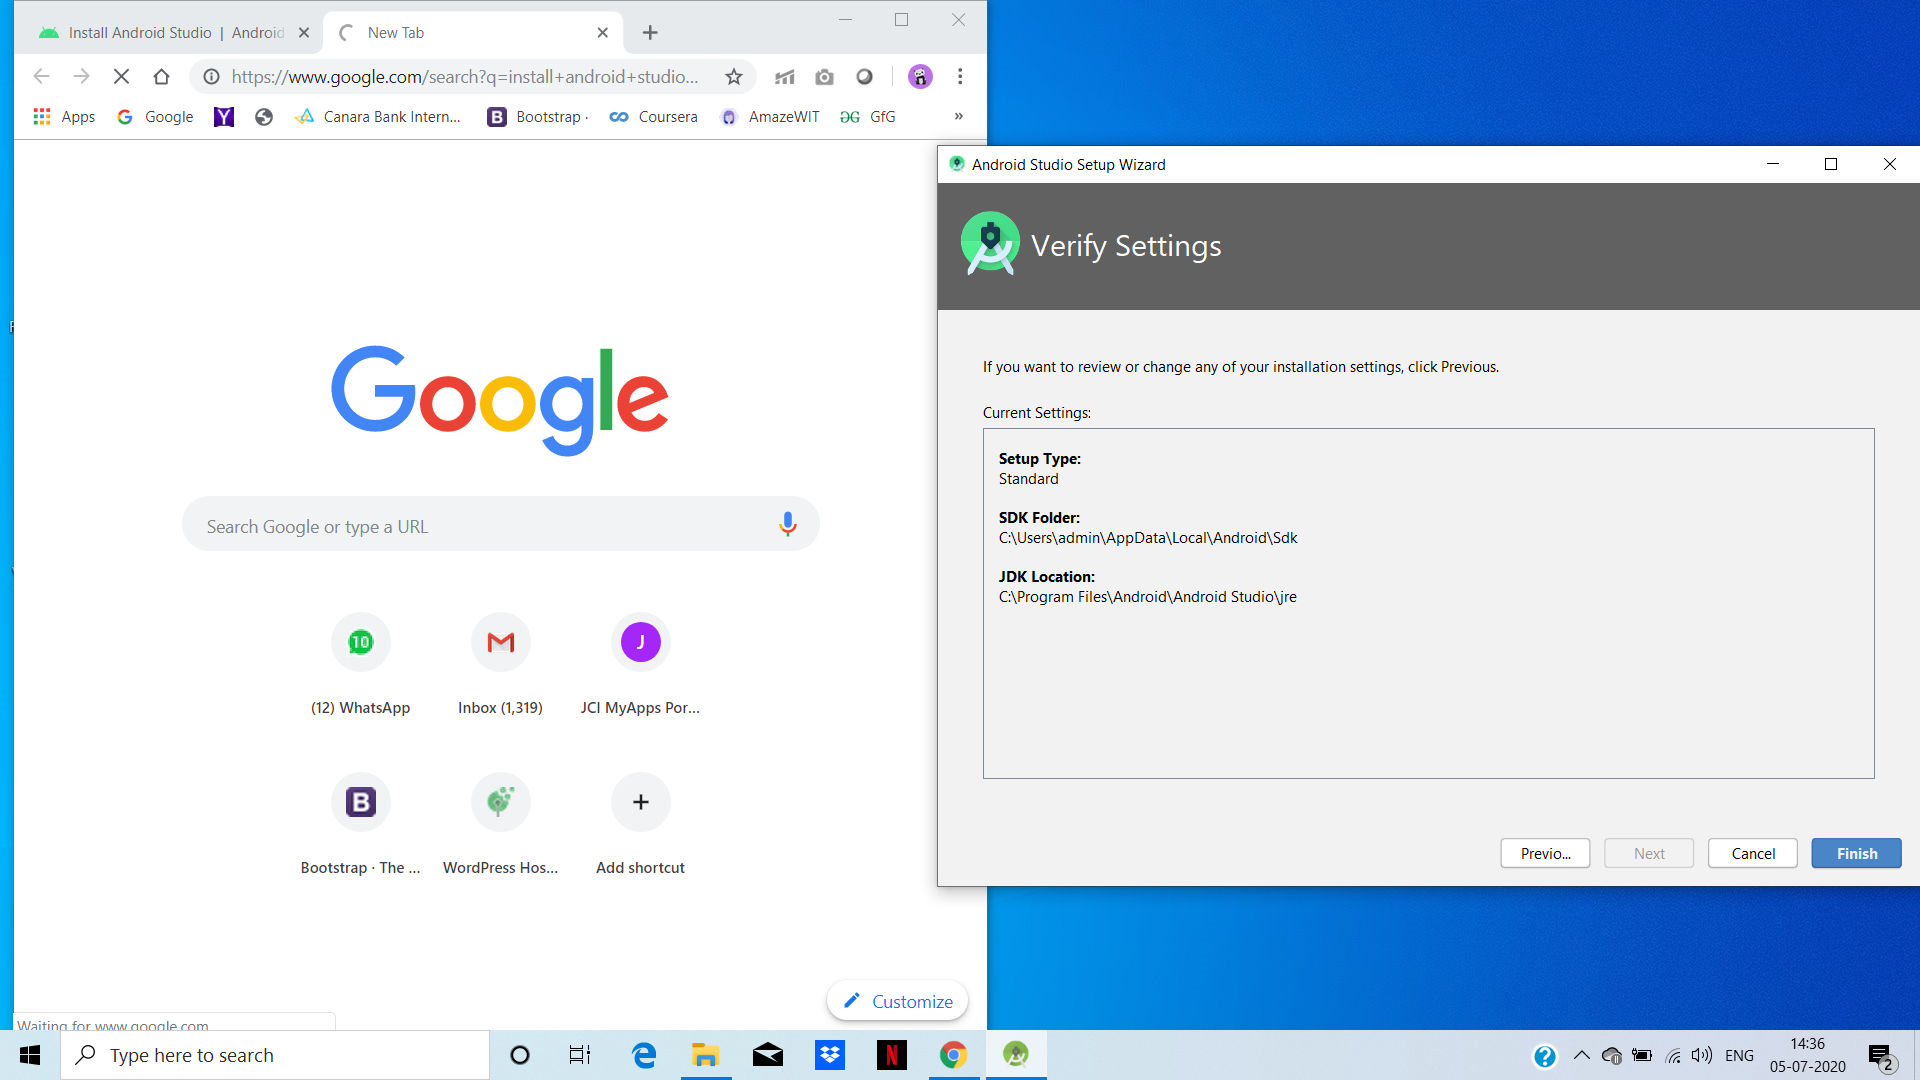 Install Android Studio | Android
New Tab
https://www.google.com/search?q=install+android+studio...
Apps
Google
Canara Bank Intern...
Bootstrap ·
Coursera
AmazeWIT
GfG
»
Google
Search Google or type a URL
10
J
(12) WhatsApp
Inbox (1,319)
JCI MyApps Por...
B
Bootstrap · The ...
WordPress Hos...
Add shortcut
Customize
Waiting for www.google.com
Android Studio Setup Wizard
Verify Settings
If you want to review or change any of your installation settings, click Previous.
Current Settings:
Setup Type:
Standard
SDK Folder:
C:\Users\admin\AppData\Local\Android\Sdk
JDK Location:
C:\Program Files\Android\Android Studio\jre
Previo...
Next
Cancel
Finish
Type here to search
ENG
14:36
05-07-2020
2